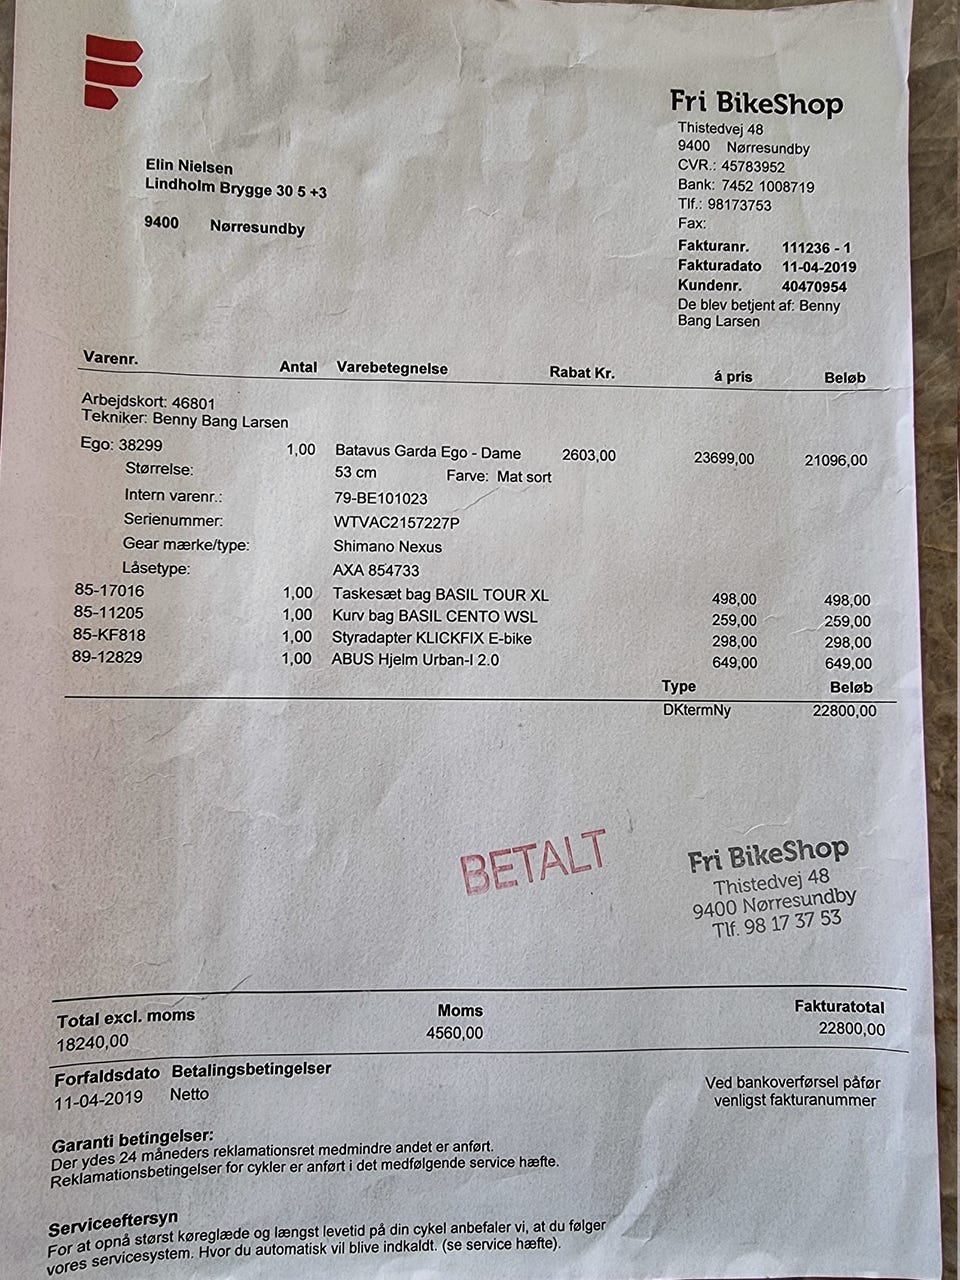 Fri BikeShop
Thistedvej 48
9400 Nørresundby
CVR.: 45783952
Bank: 7452 1008719
Tlf.: 98173753
Fax:
Elin Nielsen
Lindholm Brygge 30 5 +3
9400 Nørresundby
Fakturanr. 111236 - 1
Fakturadato 11-04-2019
Kundenr. 40470954
De blev betjent af: Benny
Bang Larsen
Varenr. Antal Varebetegnelse Rabat Kr. á pris Beløb
Arbejdskort: 46801
Tekniker: Benny Bang Larsen
Ego: 38299 1,00 Batavus Garda Ego - Dame 2603,00 23699,00 21096,00
Størrelse: 53 cm Farve: Mat sort
Intern varenr.: 79-BE101023
Serienummer: WTVAC2157227P
Gear mærke/type: Shimano Nexus
Låsetype: AXA 854733
85-17016 1,00 Taskesæt bag BASIL TOUR XL 498,00 498,00
85-11205 1,00 Kurv bag BASIL CENTO WSL 259,00 259,00
85-KF818 1,00 Styradapter KLICKFIX E-bike 298,00 298,00
89-12829 1,00 ABUS Hjelm Urban-I 2.0 649,00 649,00
Type Beløb
DKtermNy 22800,00
BETALT
Fri BikeShop
Thistedvej 48
9400 Nørresundby
Tlf. 98 17 37 53
Total excl. moms Moms Fakturatotal
18240,00 4560,00 22800,00
Forfaldsdato Betalingsbetingelser
11-04-2019 Netto
Ved bankoverførsel påfør
venligst fakturanummer
Garanti betingelser:
Der ydes 24 måneders reklamationsret medmindre andet er anført.
Reklamationsbetingelser for cykler er anført i det medfølgende service hæfte.
Serviceeftersyn
For at opnå størst køreglæde og længst levetid på din cykel anbefaler vi, at du følger
vores servicesystem. Hvor du automatisk vil blive indkaldt. (se service hæfte).